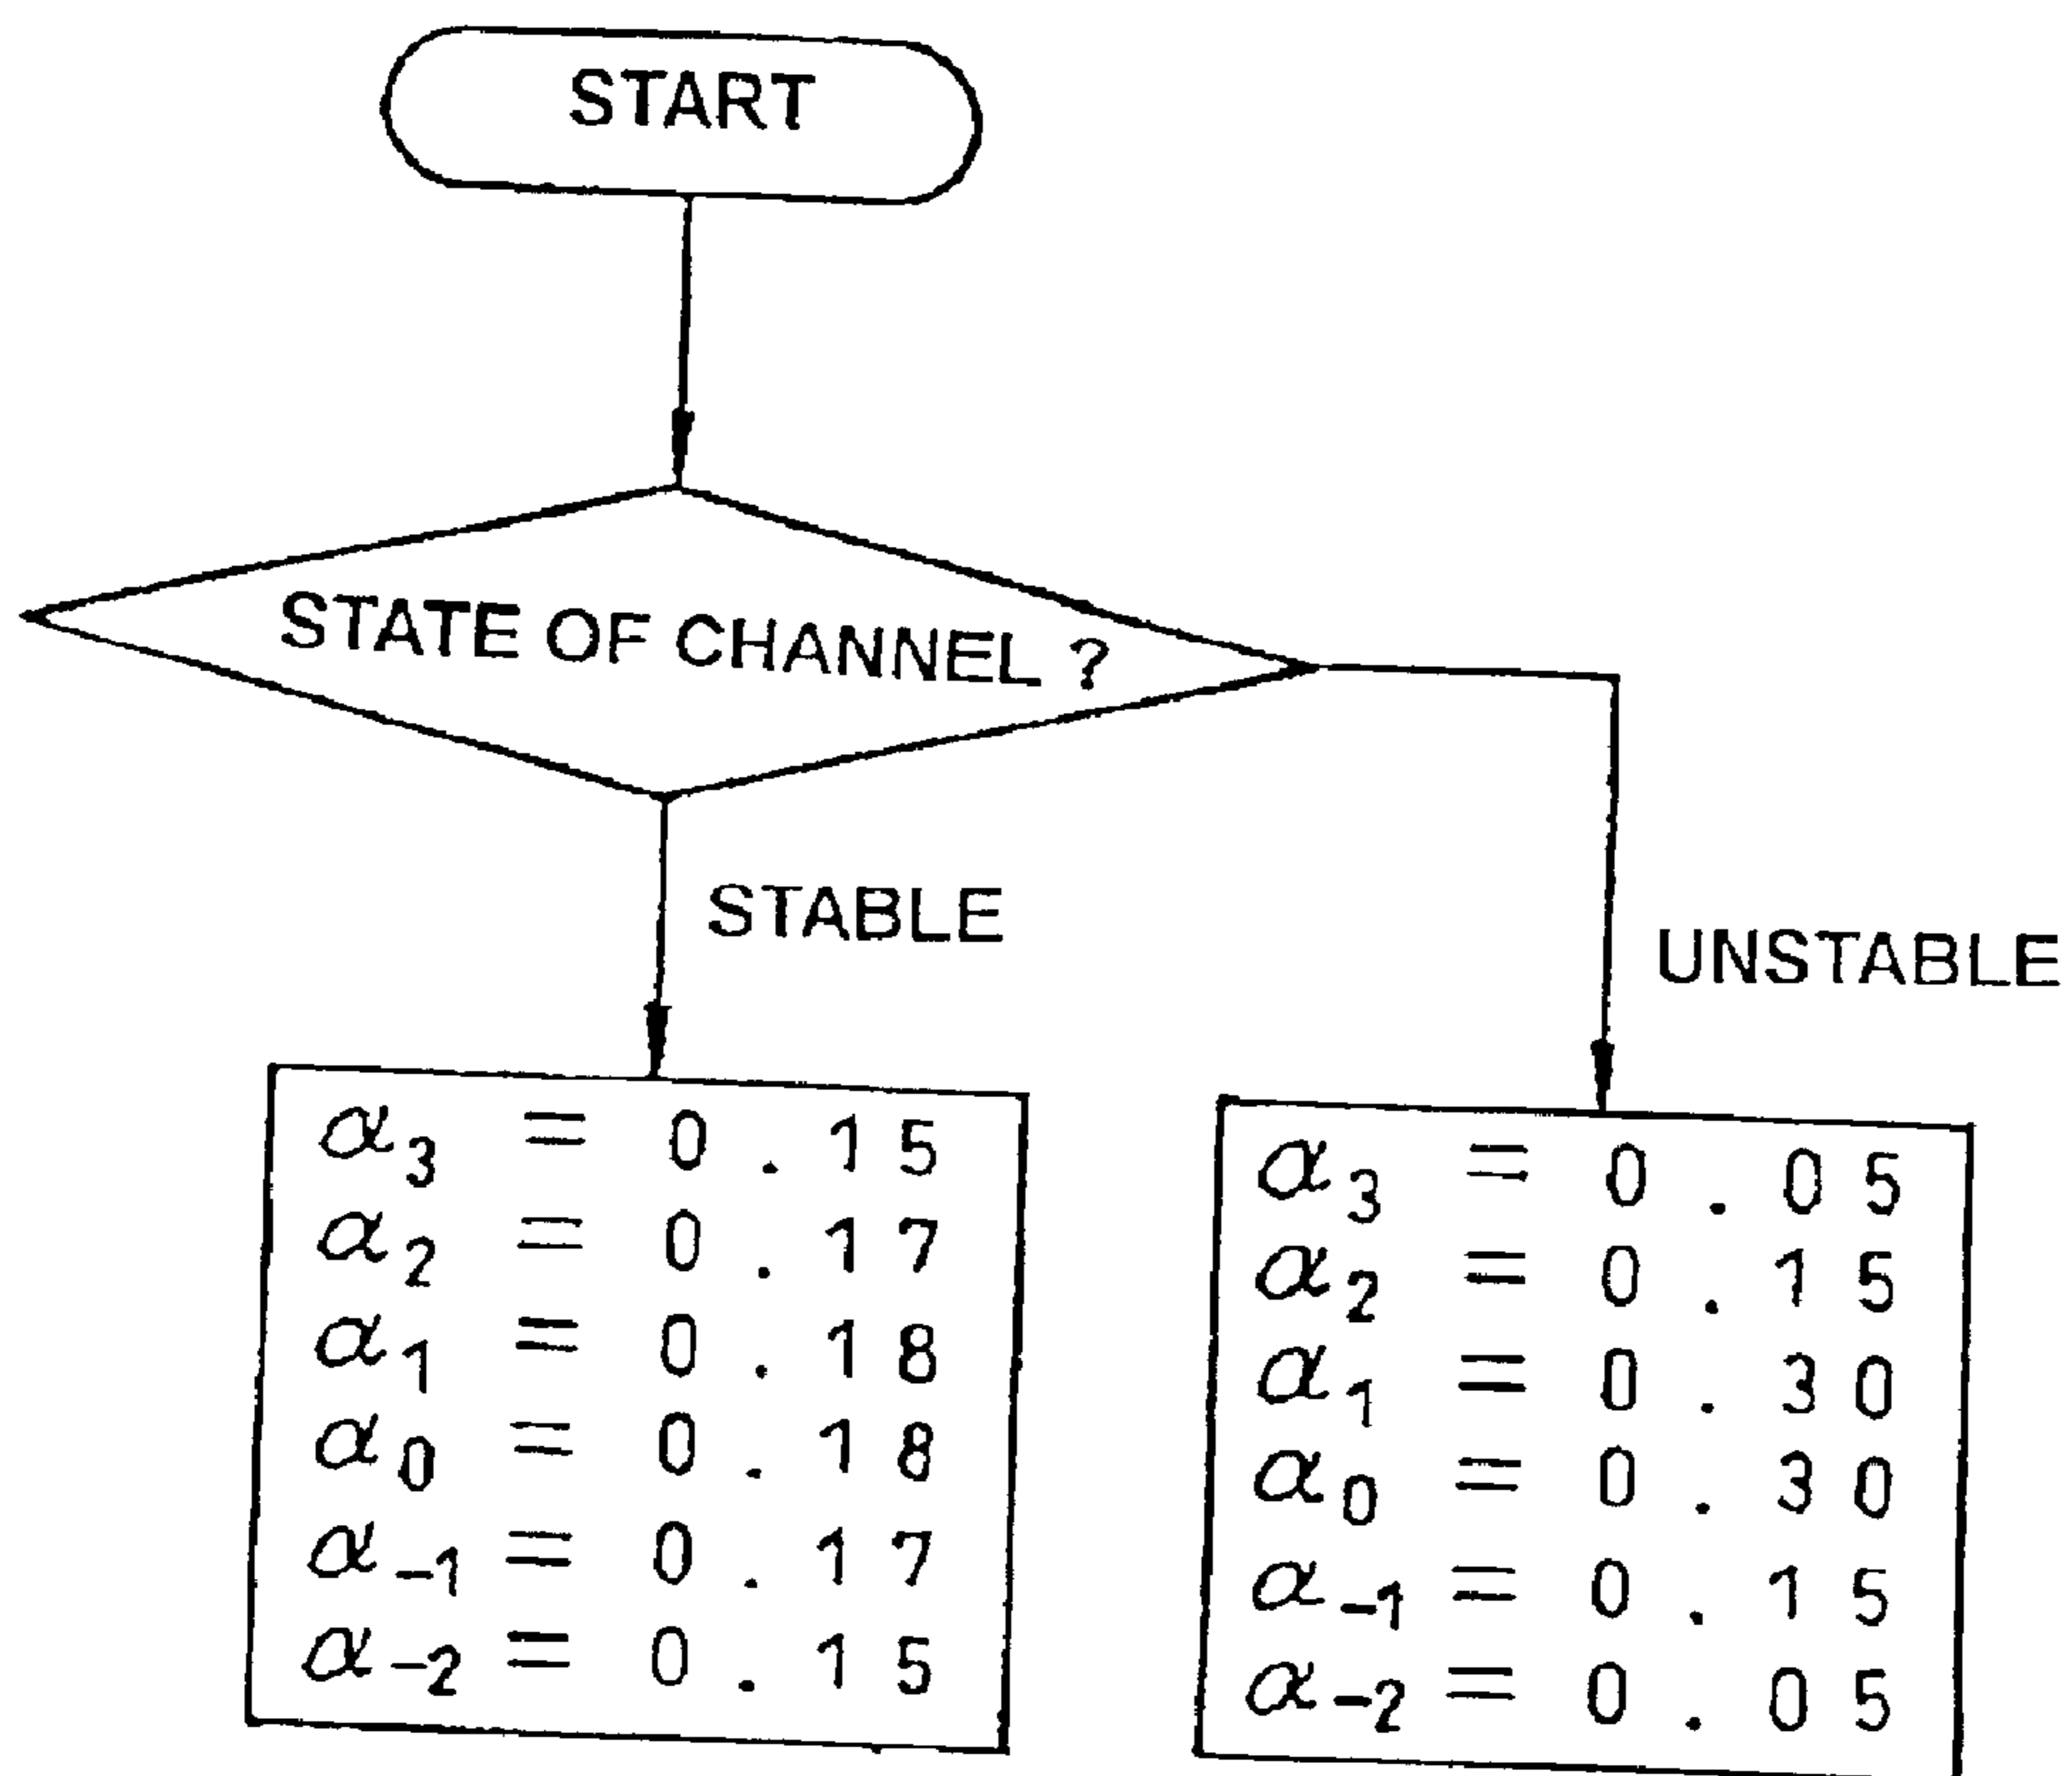 START
STATE OF CHANNEL ?
STABLE
UNSTABLE
α₃ = 0.15
α₂ = 0.17
α₁ = 0.18
α₀ = 0.18
α₋₁ = 0.17
α₋₂ = 0.15
α₃ = 0.05
α₂ = 0.15
α₁ = 0.30
α₀ = 0.30
α₋₁ = 0.15
α₋₂ = 0.05